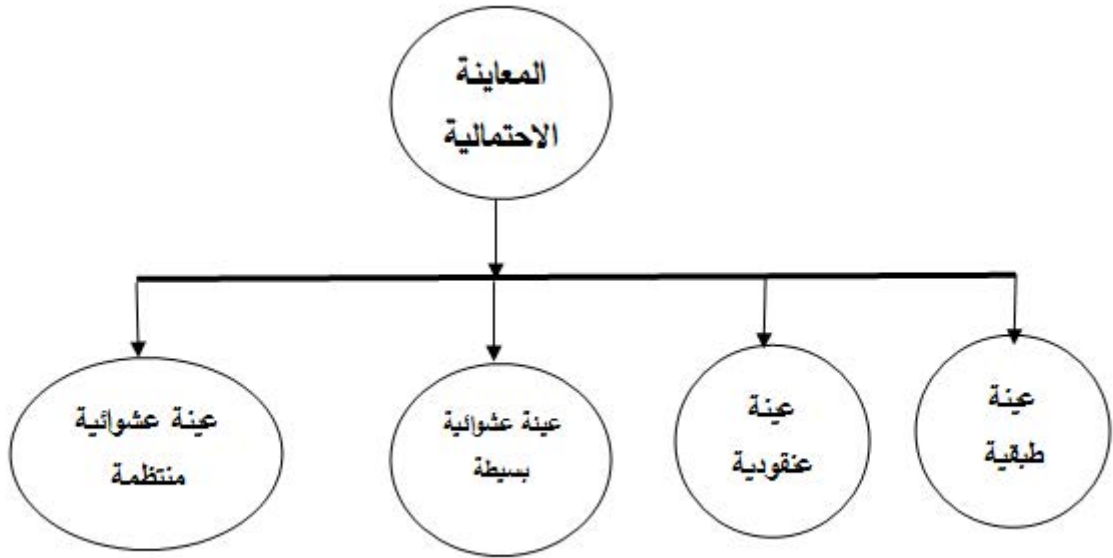 المعاينة
الاحتمالية
عينة
طبقية
عينة
عنقودية
عينة عشوائية
بسيطة
عينة عشوائية
منتظمة